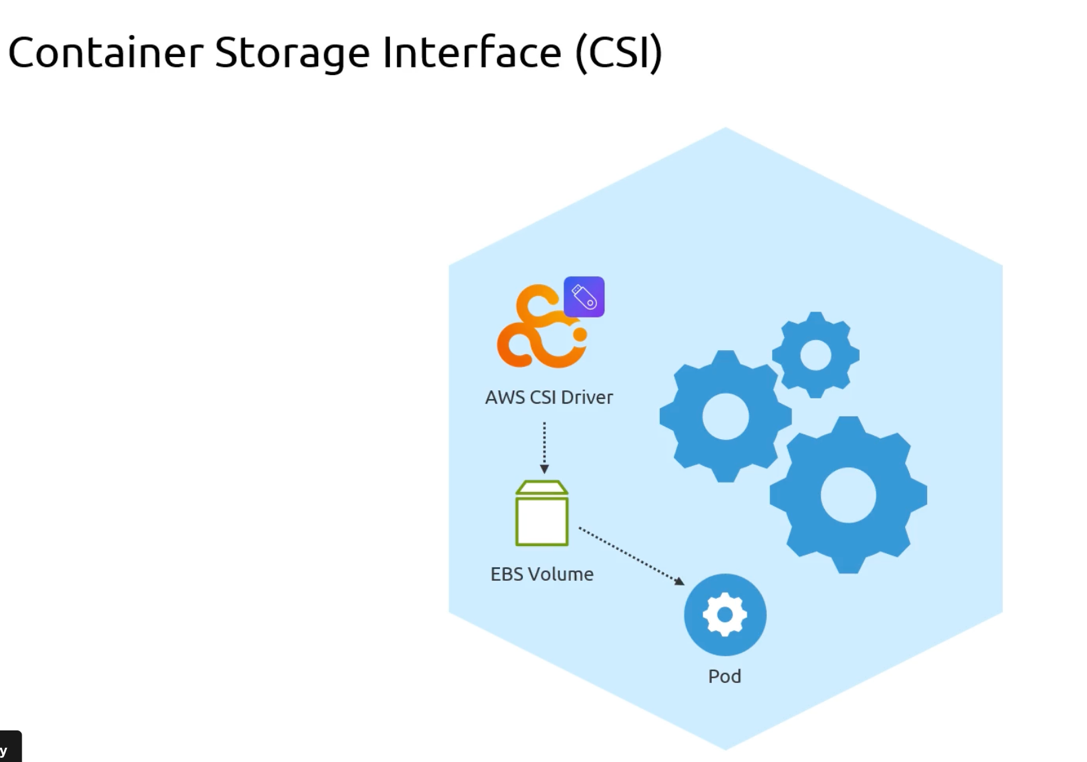 Container Storage Interface (CSI)
AWS CSI Driver
EBS Volume
Pod
y